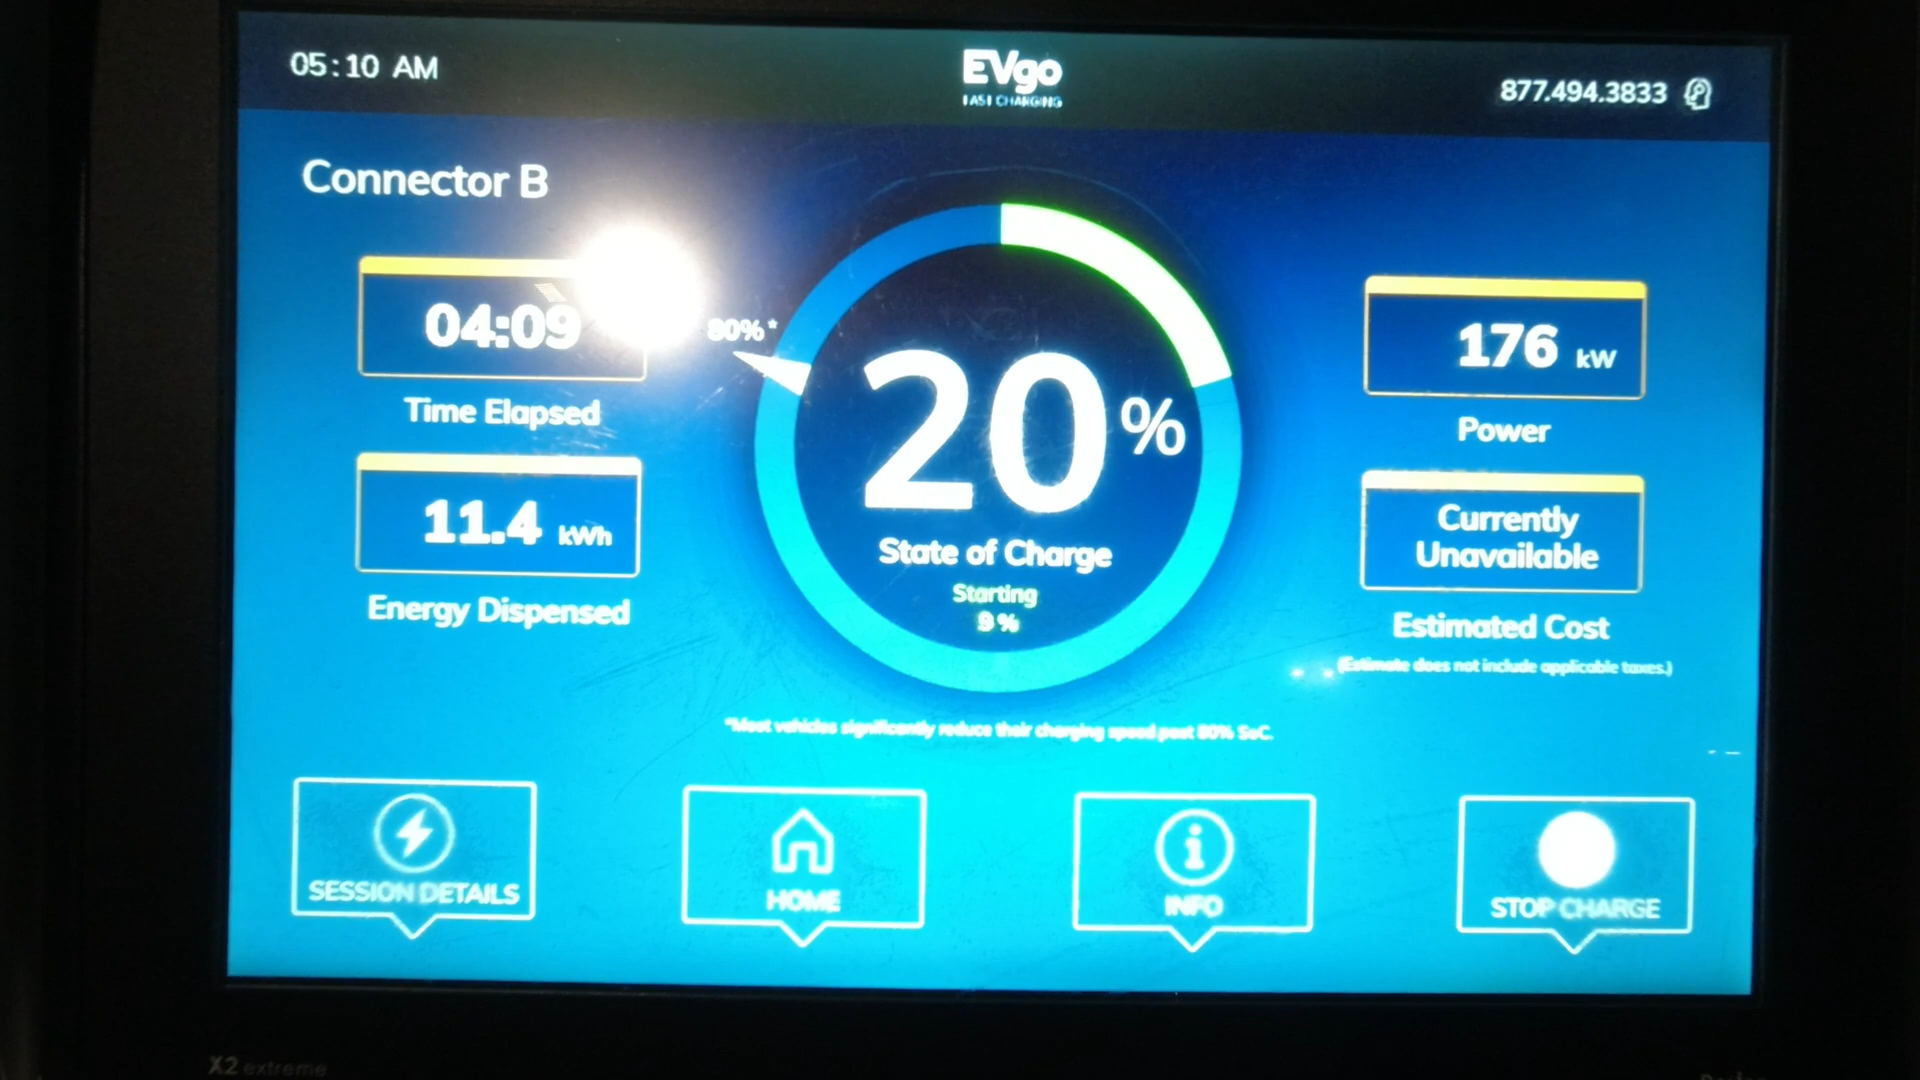 05:10 AM
EVgo
FAST CHARGING
877.494.3833
Connector B
04:09
Time Elapsed
11.4 kWh
Energy Dispensed
80%*
20%
State of Charge
Starting
9 %
176 kW
Power
Currently
Unavailable
Estimated Cost
(Estimate does not include applicable taxes.)
*Most vehicles significantly reduce their charging speed past 80% SoC.
SESSION DETAILS
HOME
INFO
STOP CHARGE
X2 extreme